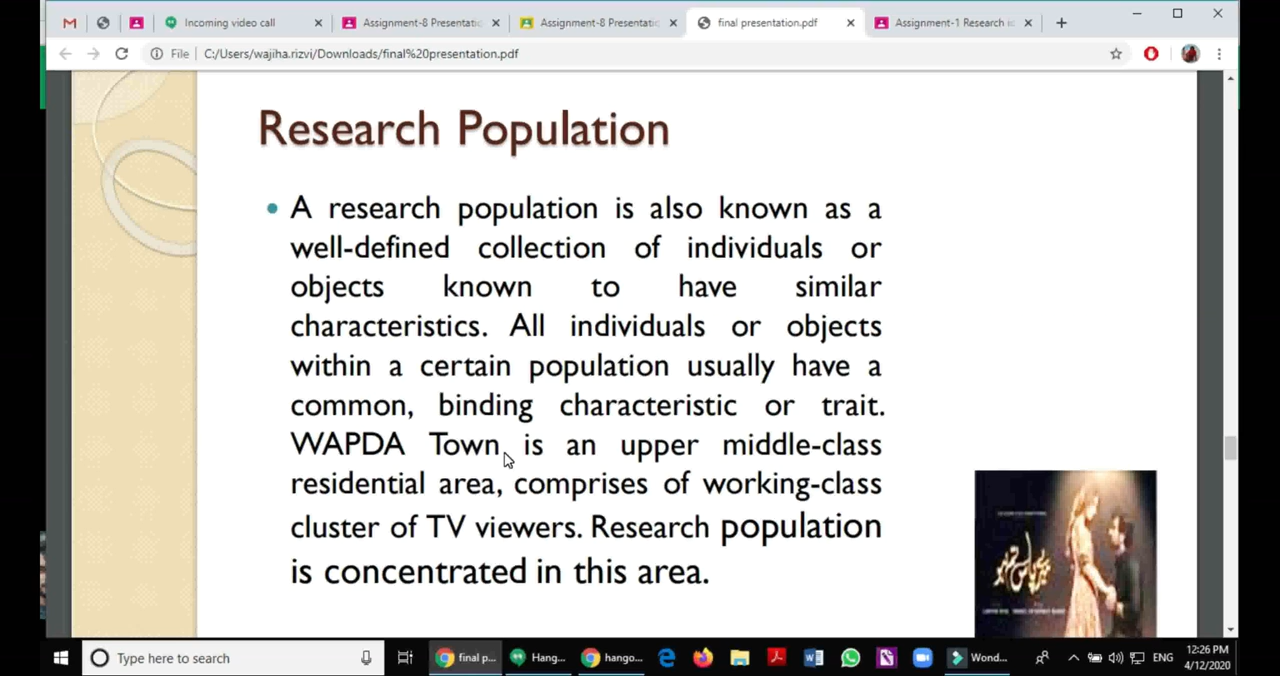 Incoming video call
Assignment-8 Presentatio
Assignment-8 Presentatio
final presentation.pdf
Assignment-1 Research is
File C:/Users/wajiha.rizvi/Downloads/final%20presentation.pdf
Research Population
A research population is also known as a
well-defined collection of individuals or
objects known to have similar
characteristics. All individuals or objects
within a certain population usually have a
common, binding characteristic or trait.
WAPDA Town is an upper middle-class
residential area, comprises of working-class
cluster of TV viewers. Research population
is concentrated in this area.
Type here to search
final p...
Hang...
hango...
Wond...
ENG
12:26 PM
4/12/2020